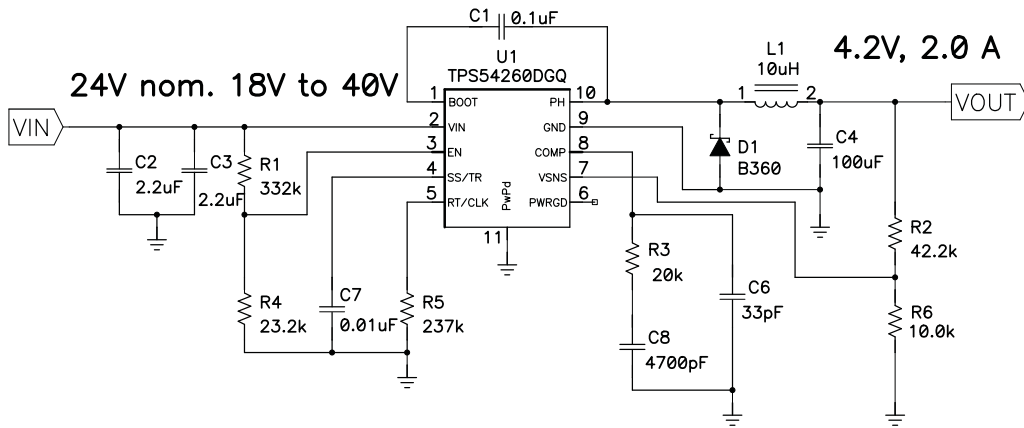 C1
0.1uF
U1
TPS54260DGQ
L1
10uH
4.2V, 2.0 A
24V nom. 18V to 40V
1
BOOT
PH
10
1
2
VOUT
VIN
2
VIN
GND
9
3
EN
COMP
8
4
SS/TR
VSNS
7
5
RT/CLK
PWRGD
6
PwPd
11
C2
2.2uF
C3
2.2uF
R1
332k
D1
B360
C4
100uF
R2
42.2k
R3
20k
C6
33pF
R4
23.2k
C7
0.01uF
R5
237k
R6
10.0k
C8
4700pF